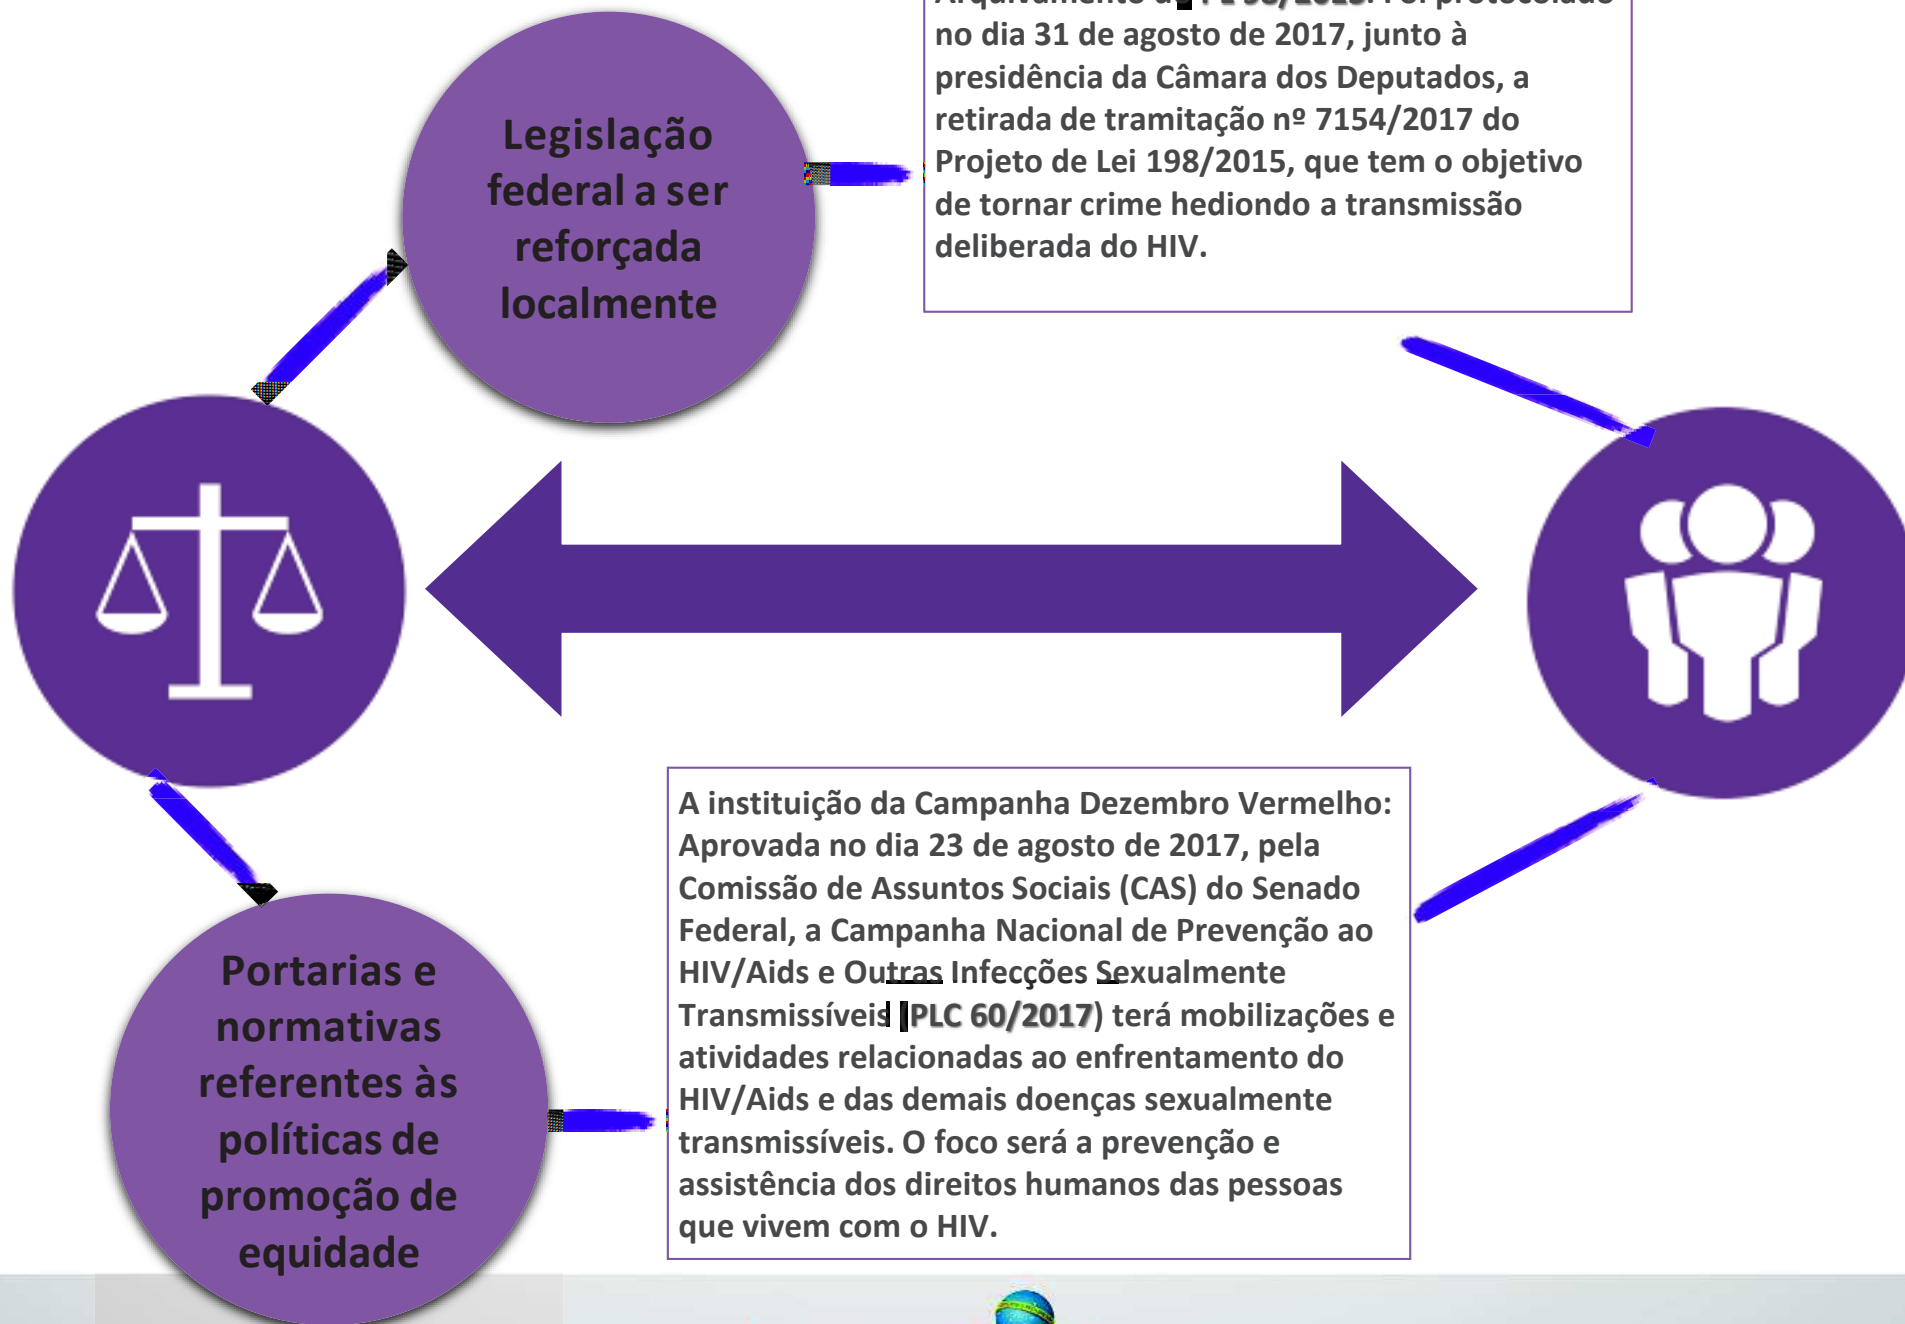 no dia 31 de agosto de 2017, junto à
presidência da Câmara dos Deputados, a
retirada de tramitação nº 7154/2017 do
Projeto de Lei 198/2015, que tem o objetivo
de tornar crime hediondo a transmissão
deliberada do HIV.
Legislação
federal a ser
reforçada
localmente
A instituição da Campanha Dezembro Vermelho:
Aprovada no dia 23 de agosto de 2017, pela
Comissão de Assuntos Sociais (CAS) do Senado
Federal, a Campanha Nacional de Prevenção ao
HIV/Aids e Outras Infecções Sexualmente
Transmissíveis (PLC 60/2017) terá mobilizações e
atividades relacionadas ao enfrentamento do
HIV/Aids e das demais doenças sexualmente
transmissíveis. O foco será a prevenção e
assistência dos direitos humanos das pessoas
que vivem com o HIV.
Portarias e
normativas
referentes às
políticas de
promoção de
equidade